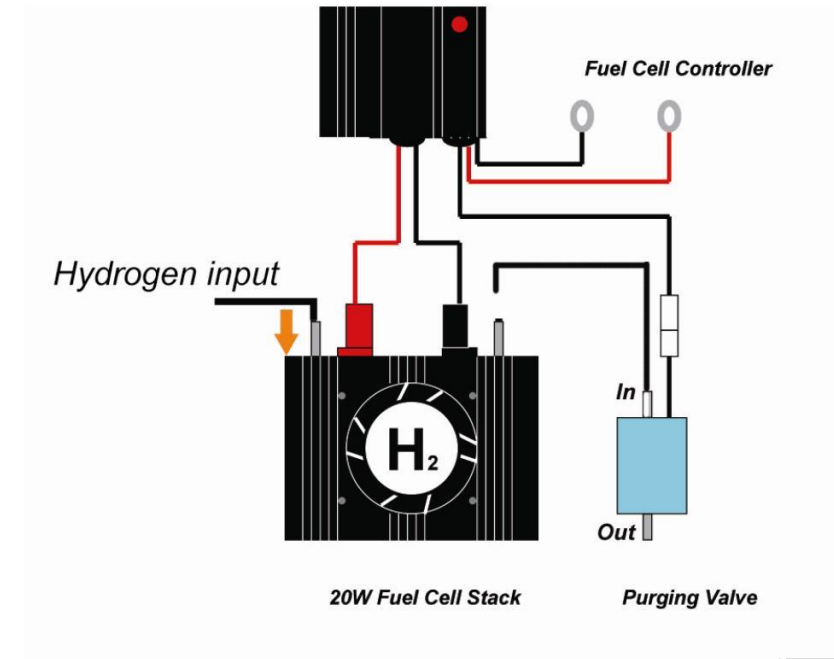 Fuel Cell Controller
Hydrogen input
H2
In
Out
20W Fuel Cell Stack
Purging Valve